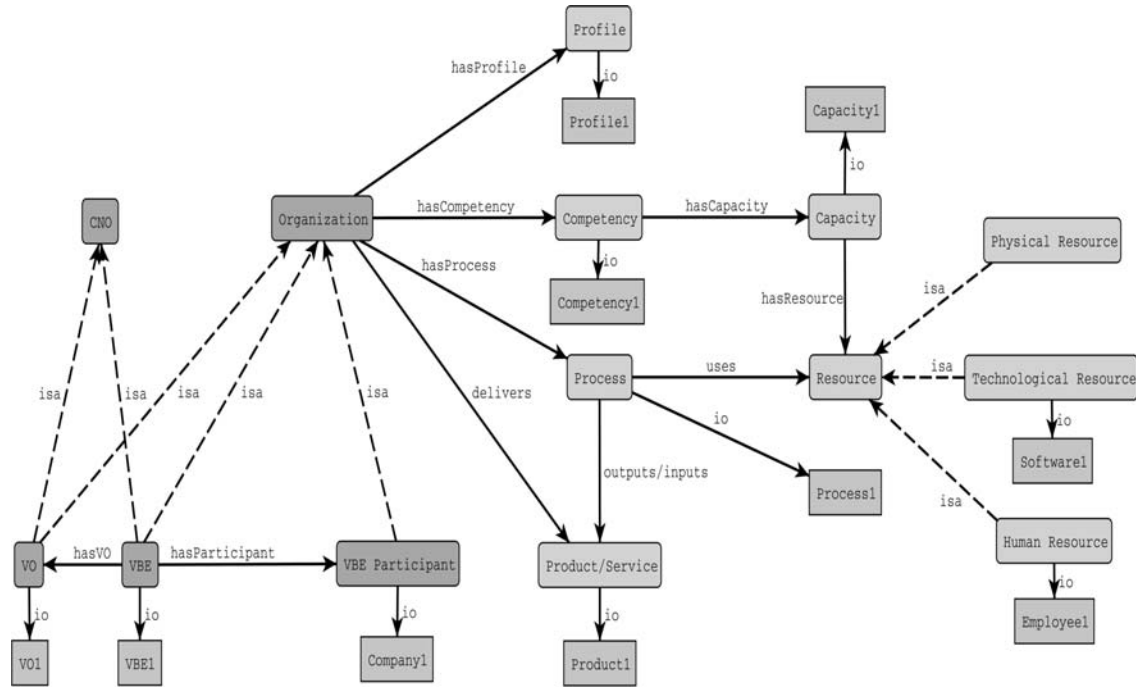 Profile
hasProfile
io
Profile1
Capacity1
io
CNO
Organization
hasCompetency
Competency
hasCapacity
Capacity
Physical Resource
hasProcess
io
Competency1
hasResource
isa
Process
uses
Resource
isa
Technological Resource
isa
isa
isa
isa
isa
delivers
io
io
Software1
outputs/inputs
Process1
isa
Human Resource
VO
hasVO
VBE
hasParticipant
VBE Participant
Product/Service
io
io
io
io
io
Employee1
VO1
VBE1
Company1
Product1